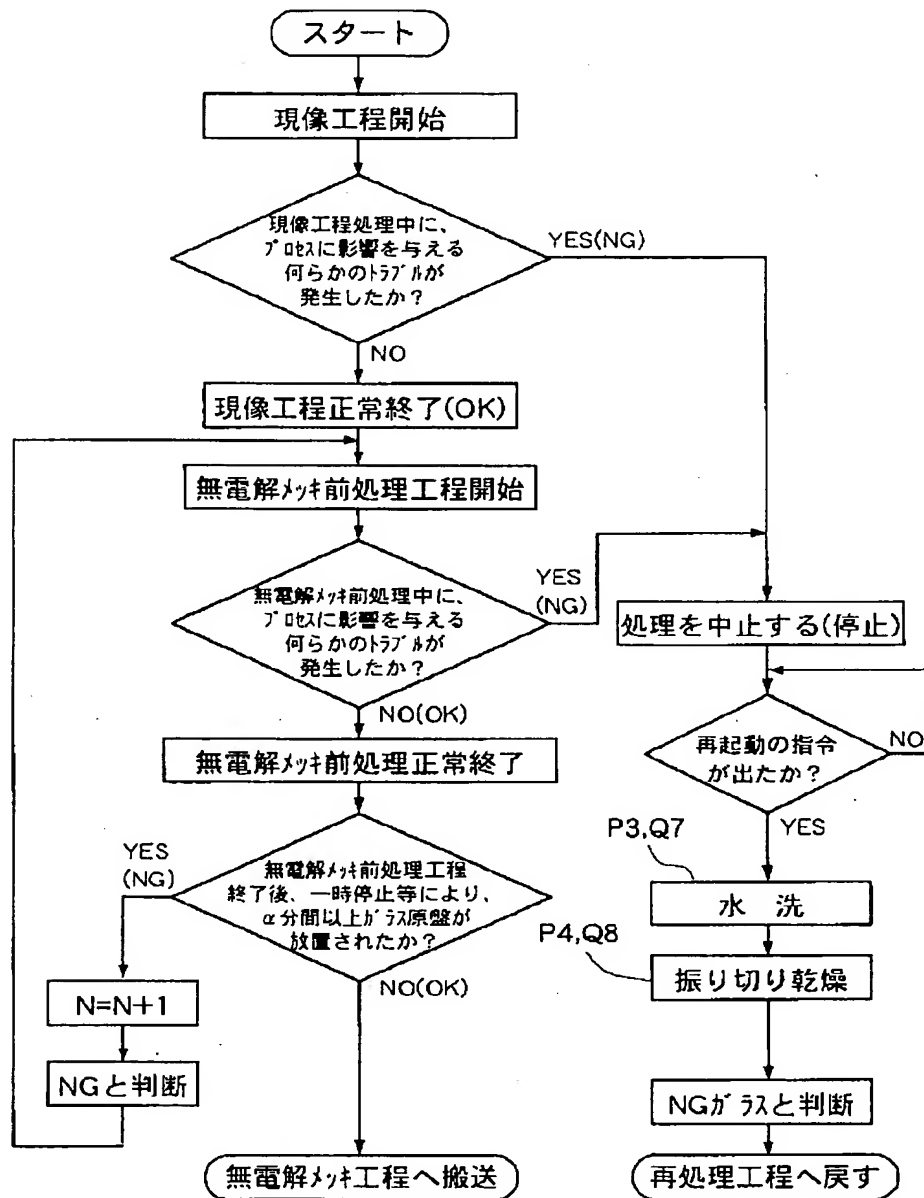 スタート
現像工程開始
現像工程処理中に、
プロセスに影響を与える
何らかのトラブルが
発生したか？
YES(NG)
NO
現像工程正常終了(OK)
無電解メッキ前処理工程開始
無電解メッキ前処理中に、
プロセスに影響を与える
何らかのトラブルが
発生したか？
YES
(NG)
NO(OK)
無電解メッキ前処理正常終了
無電解メッキ前処理工程
終了後、一時停止等により、
α分間以上ガラス原盤が
放置されたか？
YES
(NG)
NO(OK)
N=N+1
NGと判断
無電解メッキ工程へ搬送
処理を中止する(停止)
再起動の指令
が出たか？
NO
YES
P3,Q7
水 洗
P4,Q8
振り切り乾燥
NGガラスと判断
再処理工程へ戻す